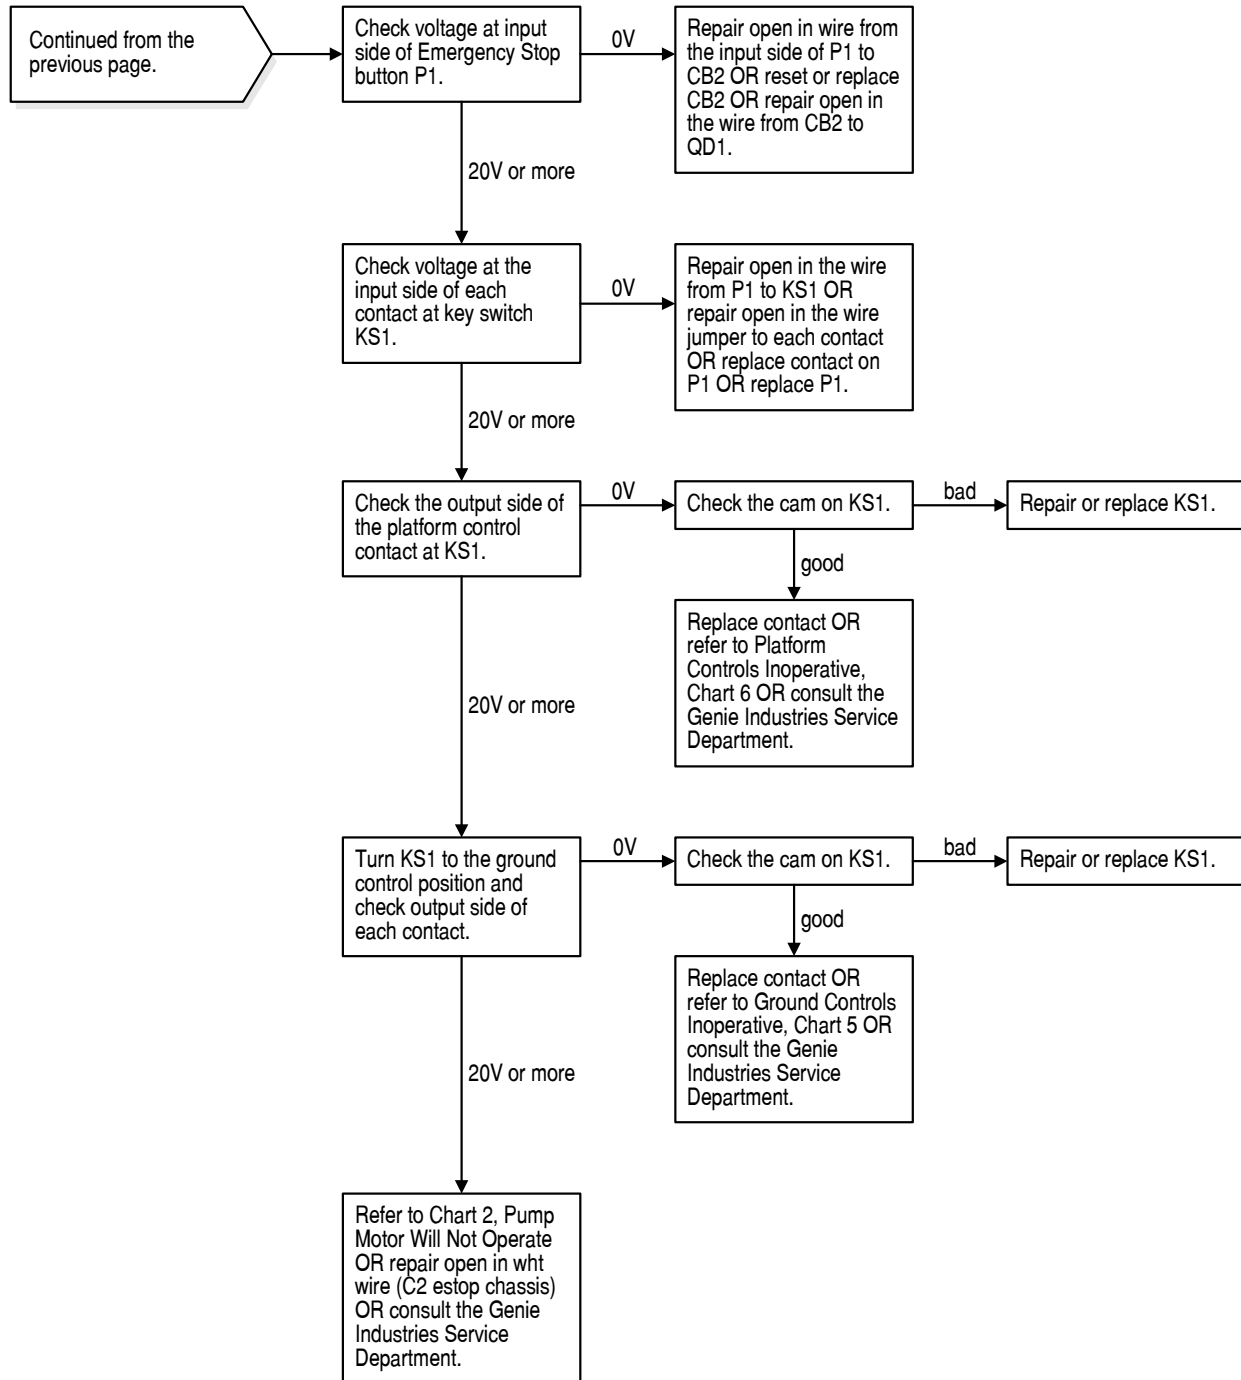 Continued from the
previous page.
Check voltage at input
side of Emergency Stop
button P1.
0V
Repair open in wire from
the input side of P1 to
CB2 OR reset or replace
CB2 OR repair open in
the wire from CB2 to
QD1.
20V or more
Check voltage at the
input side of each
contact at key switch
KS1.
0V
Repair open in the wire
from P1 to KS1 OR
repair open in the wire
jumper to each contact
OR replace contact on
P1 OR replace P1.
20V or more
Check the output side of
the platform control
contact at KS1.
0V
Check the cam on KS1.
bad
Repair or replace KS1.
good
Replace contact OR
refer to Platform
Controls Inoperative,
Chart 6 OR consult the
Genie Industries Service
Department.
20V or more
Turn KS1 to the ground
control position and
check output side of
each contact.
0V
Check the cam on KS1.
bad
Repair or replace KS1.
good
Replace contact OR
refer to Ground Controls
Inoperative, Chart 5 OR
consult the Genie
Industries Service
Department.
20V or more
Refer to Chart 2, Pump
Motor Will Not Operate
OR repair open in wht
wire (C2 estop chassis)
OR consult the Genie
Industries Service
Department.